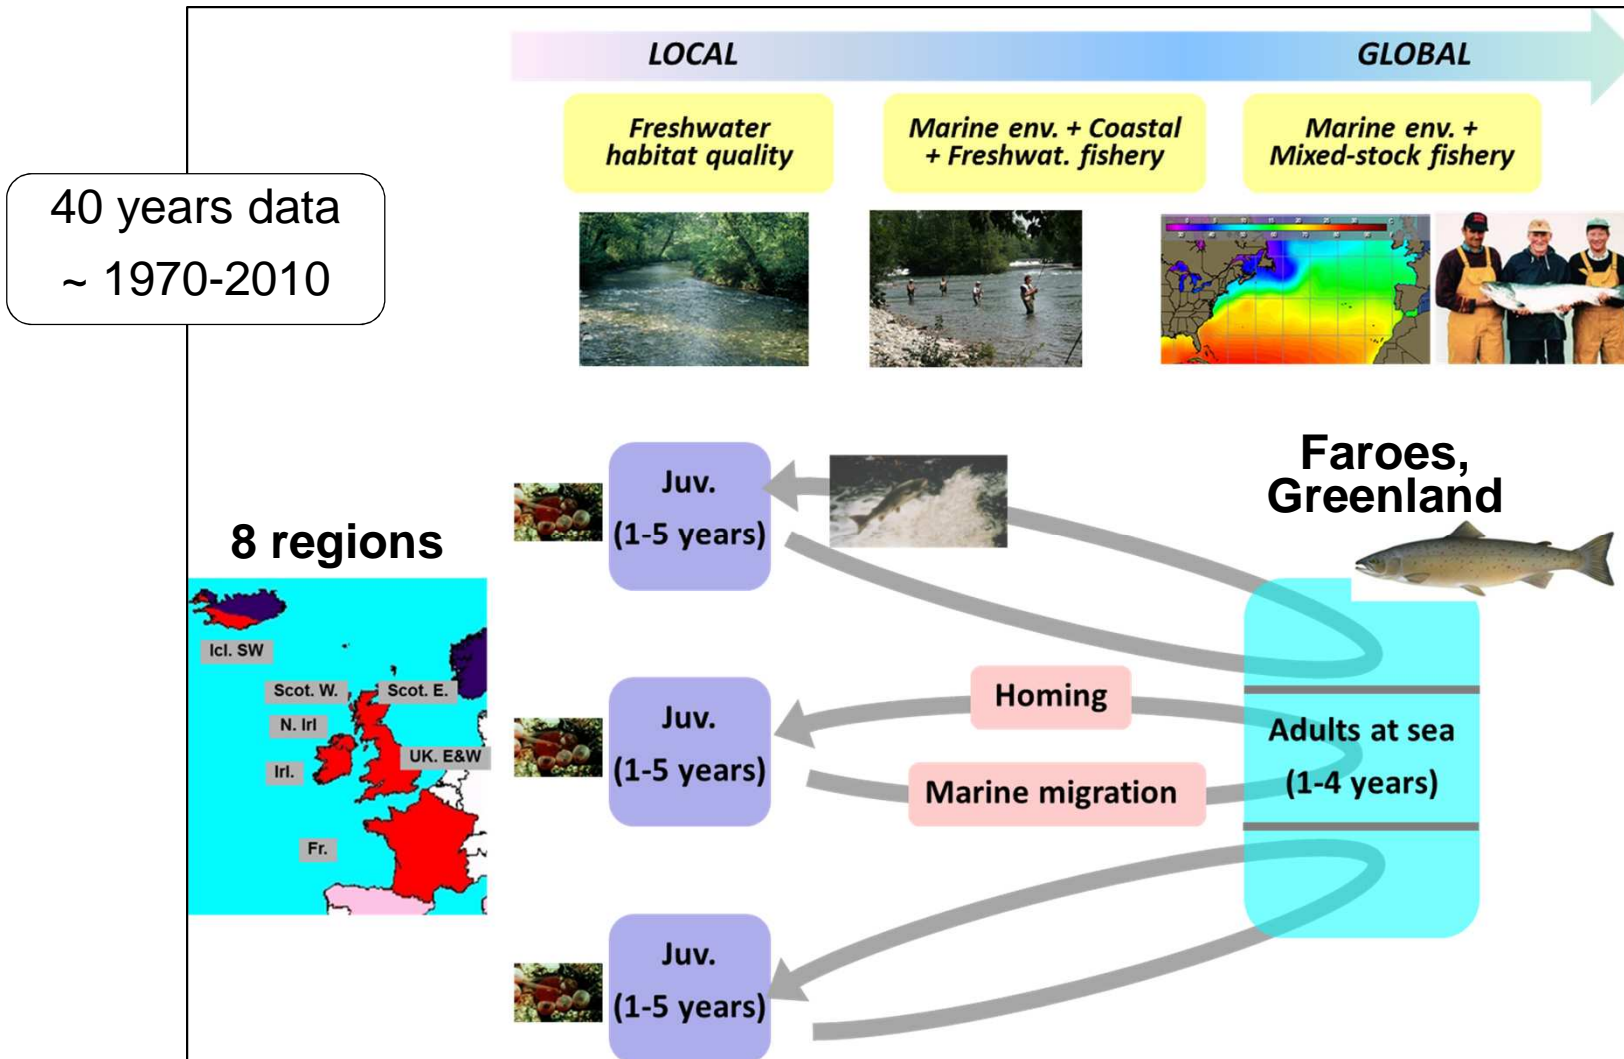 LOCAL
GLOBAL
Freshwater
habitat quality
Marine env. + Coastal
+ Freshwat. fishery
Marine env. +
Mixed-stock fishery
40 years data
~ 1970-2010
Faroes,
Greenland
8 regions
Icl. SW
Scot. W.
Scot. E.
N. Irl
UK. E&W
Irl.
Fr.
Juv.
(1-5 years)
Juv.
(1-5 years)
Juv.
(1-5 years)
Homing
Marine migration
Adults at sea
(1-4 years)